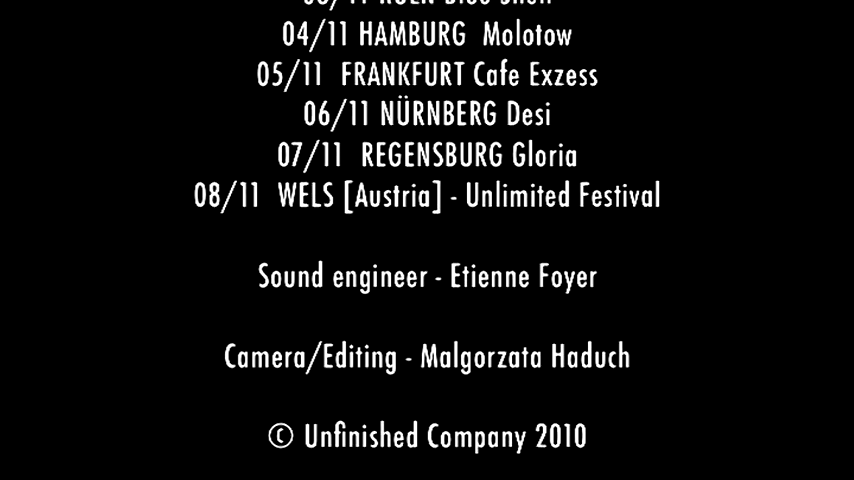 04/11 HAMBURG Molotow
05/11 FRANKFURT Cafe Exzess
06/11 NÜRNBERG Desi
07/11 REGENSBURG Gloria
08/11 WELS [Austria] - Unlimited Festival
Sound engineer - Etienne Foyer
Camera/Editing - Malgorzata Haduch
© Unfinished Company 2010